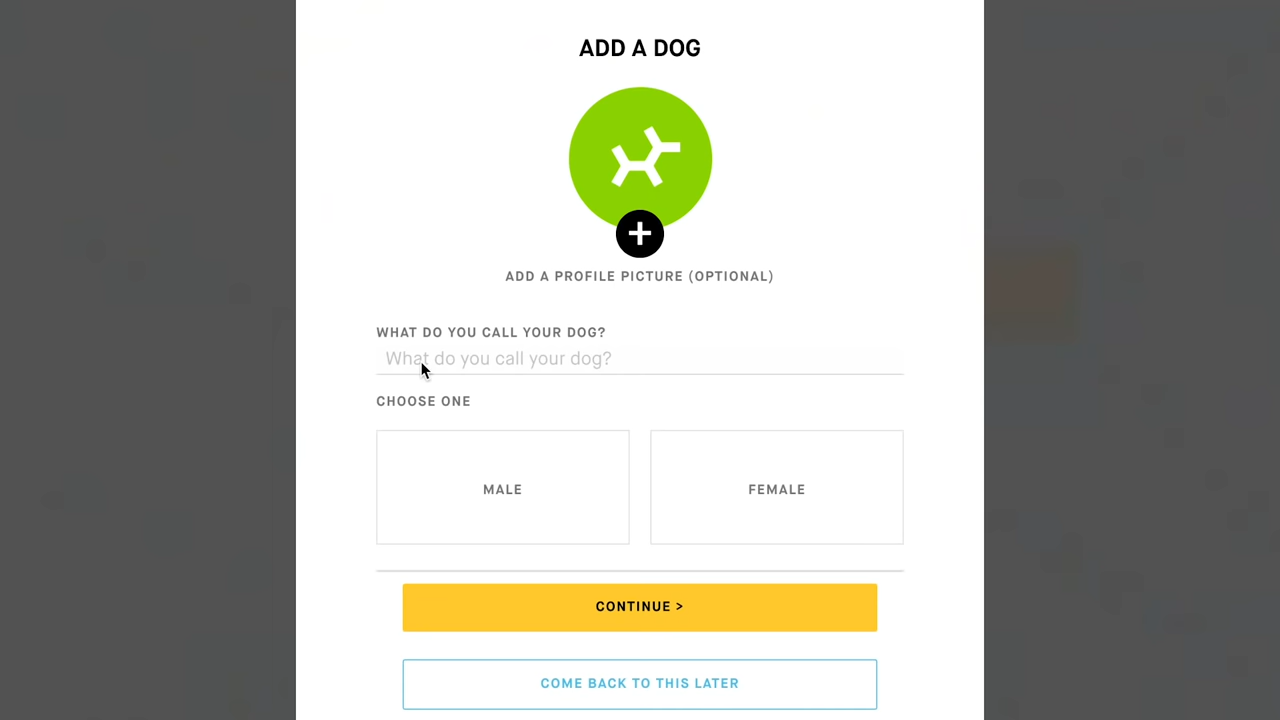 ADD A DOG
ADD A PROFILE PICTURE (OPTIONAL)
WHAT DO YOU CALL YOUR DOG?
What do you call your dog?
CHOOSE ONE
MALE
FEMALE
CONTINUE >
COME BACK TO THIS LATER